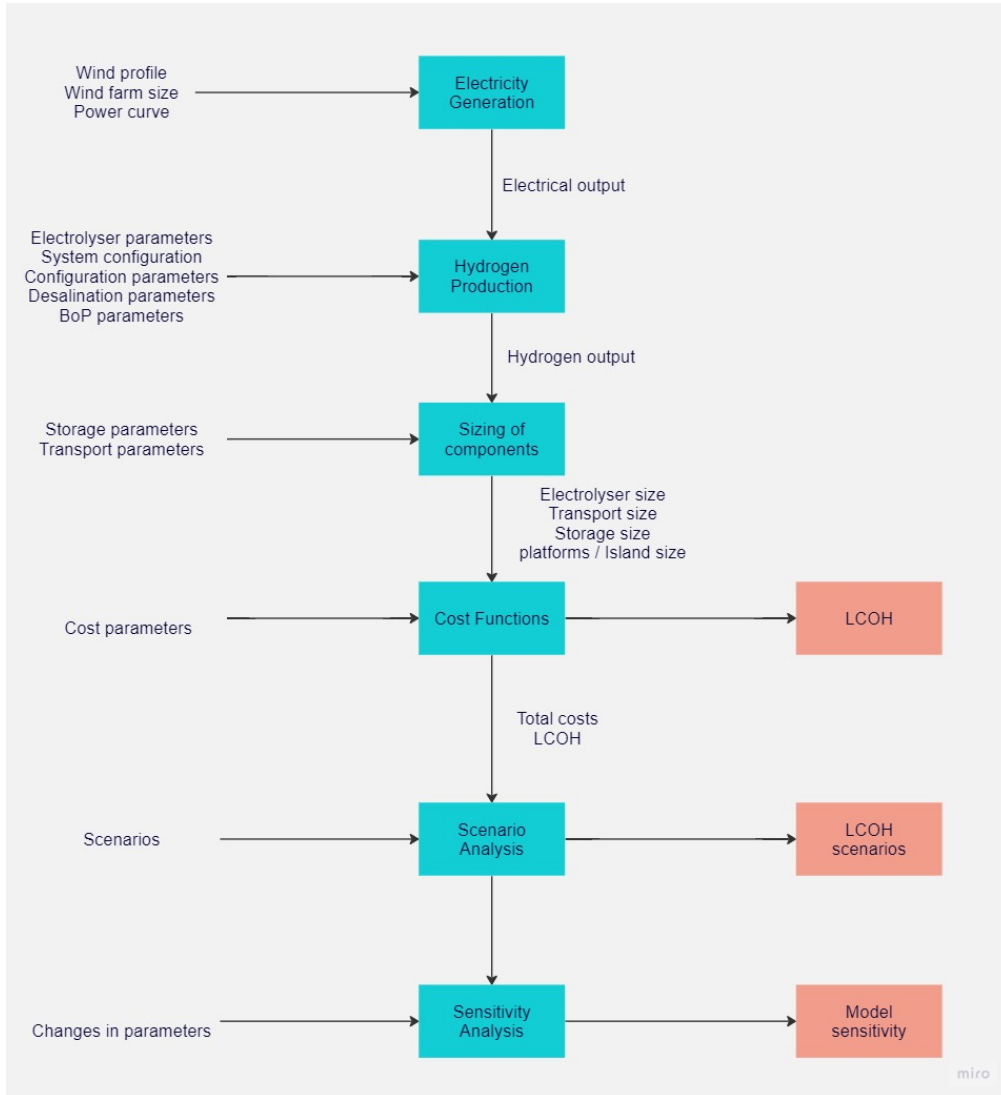 Wind profile
Wind farm size
Power curve
Electricity
Generation
Electrical output
Electrolyser parameters
System configuration
Configuration parameters
Desalination parameters
BoP parameters
Hydrogen
Production
Hydrogen output
Storage parameters
Transport parameters
Sizing of
components
Electrolyser size
Transport size
Storage size
platforms / Island size
Cost parameters
Cost Functions
LCOH
Total costs
LCOH
Scenarios
Scenario
Analysis
LCOH
scenarios
Changes in parameters
Sensitivity
Analysis
Model
sensitivity
miro